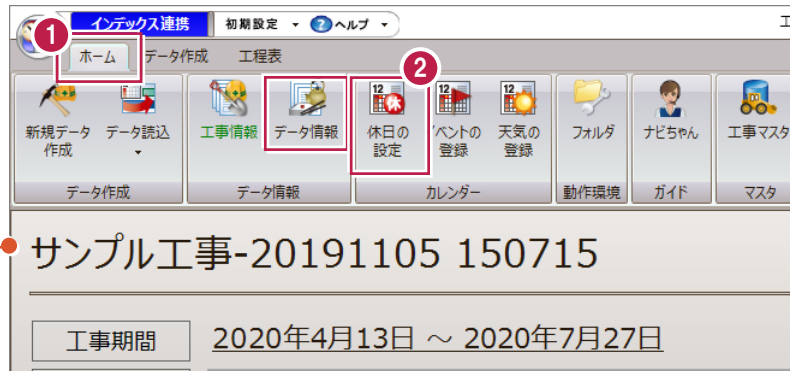 インデックス連携 初期設定 ヘルプ 工
1 ホーム データ作成 工程表
2
新規データ作成 データ読込 工事情報 データ情報 休日の設定 イベントの登録 天気の登録 フォルダ ナビちゃん 工事マスタ
データ作成 データ情報 カレンダー 動作環境 ガイド マスタ
サンプル工事-20191105 150715
工事期間 2020年4月13日 ～ 2020年7月27日